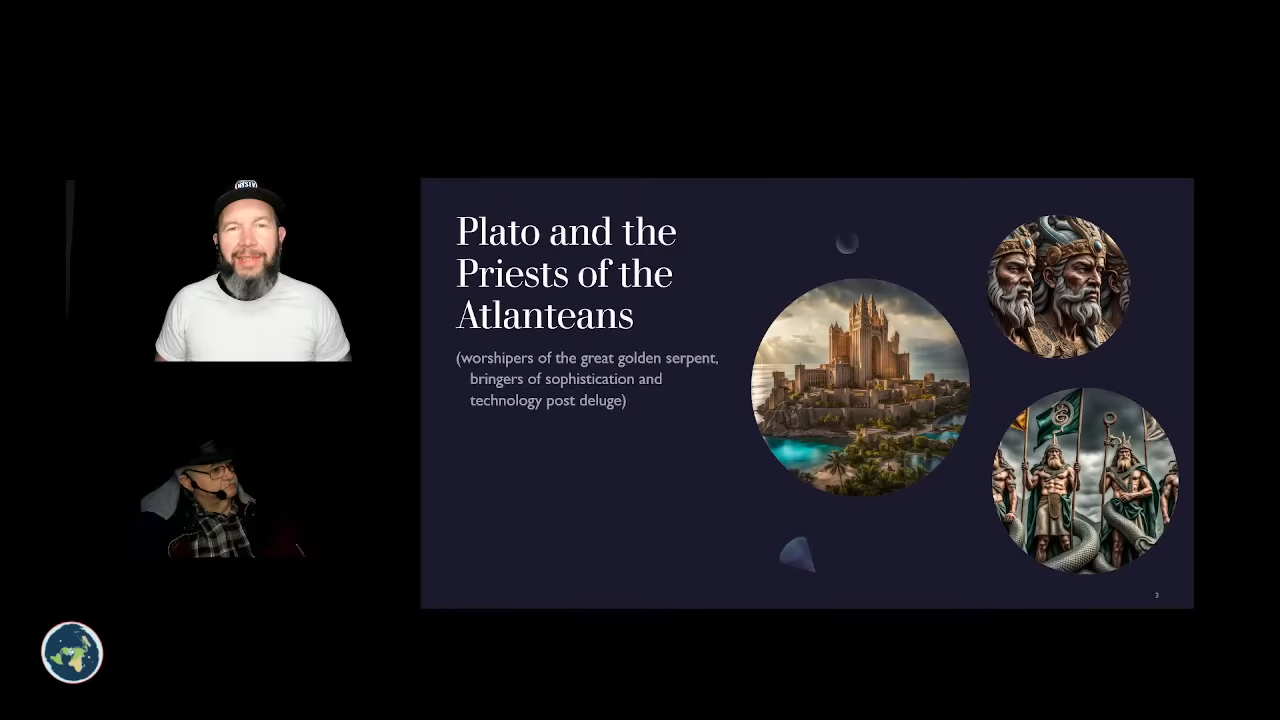 Plato and the
Priests of the
Atlanteans
(worshipers of the great golden serpent,
bringers of sophistication and
technology post deluge)
3